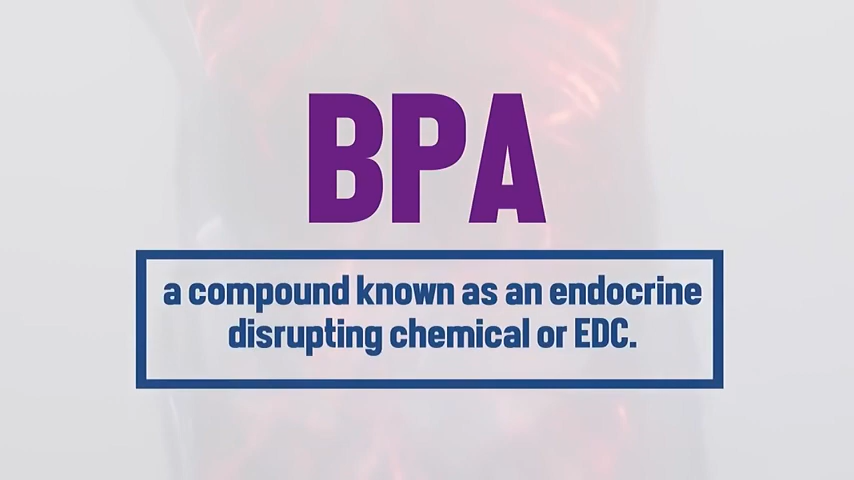 BPA
a compound known as an endocrine
disrupting chemical or EDC.